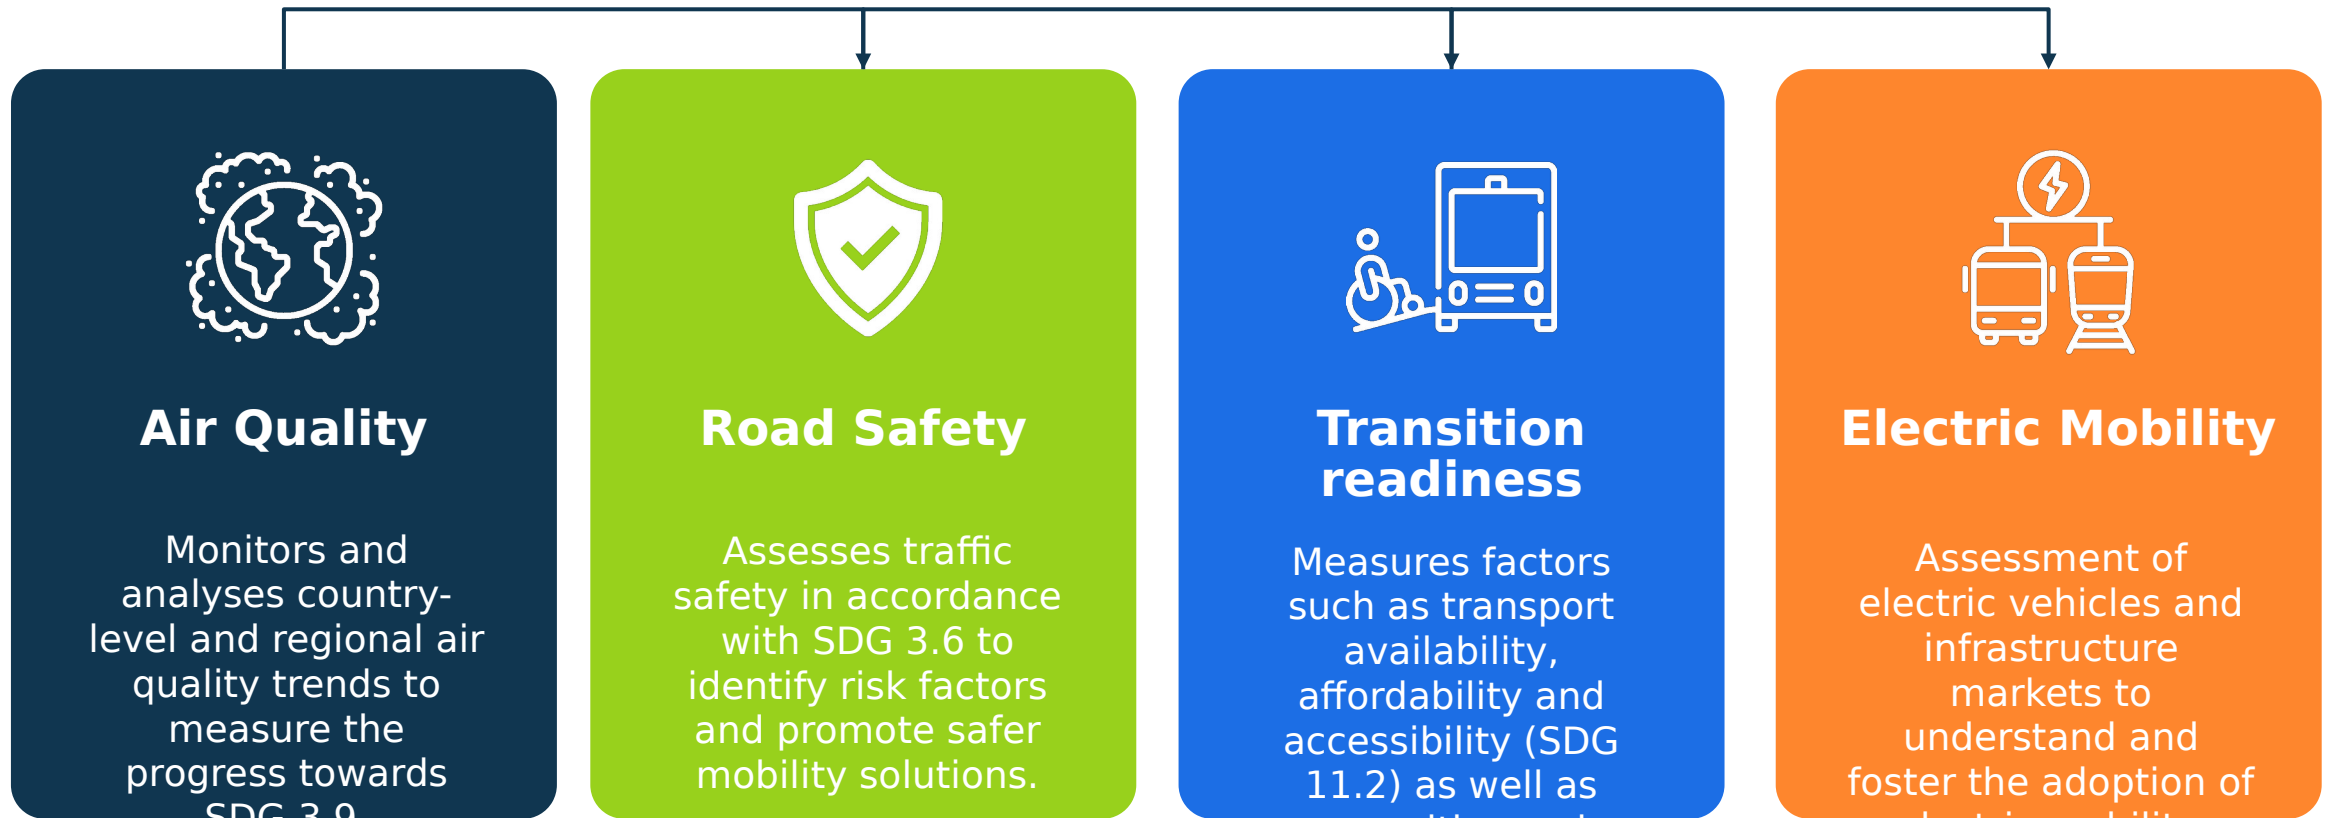 Air Quality
Monitors and
analyses country-
level and regional air
quality trends to
measure the
progress towards
SDG 3.9
Road Safety
Assesses traffic
safety in accordance
with SDG 3.6 to
identify risk factors
and promote safer
mobility solutions.
Transition
readiness
Measures factors
such as transport
availability,
affordability and
accessibility (SDG
11.2) as well as
Electric Mobility
Assessment of
electric vehicles and
infrastructure
markets to
understand and
foster the adoption of